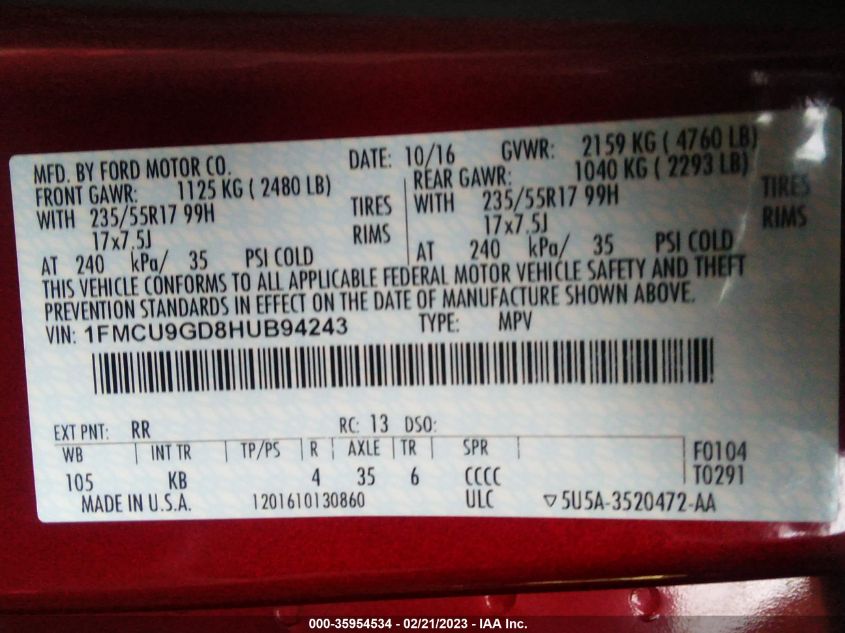 MFD. BY FORD MOTOR CO. DATE: 10/16 GVWR: 2159 KG ( 4760 LB)
FRONT GAWR: 1125 KG ( 2480 LB) REAR GAWR: 1040 KG ( 2293 LB)
WITH 235/55R17 99H TIRES WITH 235/55R17 99H TIRES
17x7.5J RIMS 17x7.5J RIMS
AT 240 kPa/ 35 PSI COLD AT 240 kPa/ 35 PSI COLD
THIS VEHICLE CONFORMS TO ALL APPLICABLE FEDERAL MOTOR VEHICLE SAFETY AND THEFT
PREVENTION STANDARDS IN EFFECT ON THE DATE OF MANUFACTURE SHOWN ABOVE.
VIN: 1FMCU9GD8HUB94243 TYPE: MPV
EXT PNT: RR RC: 13 DSO:
WB INT TR TP/PS R AXLE TR SPR F0104
105 KB 4 35 6 CCCC T0291
MADE IN U.S.A. 1201610130860 ULC ▽5U5A-3520472-AA
000-35954534 - 02/21/2023 - IAA Inc.